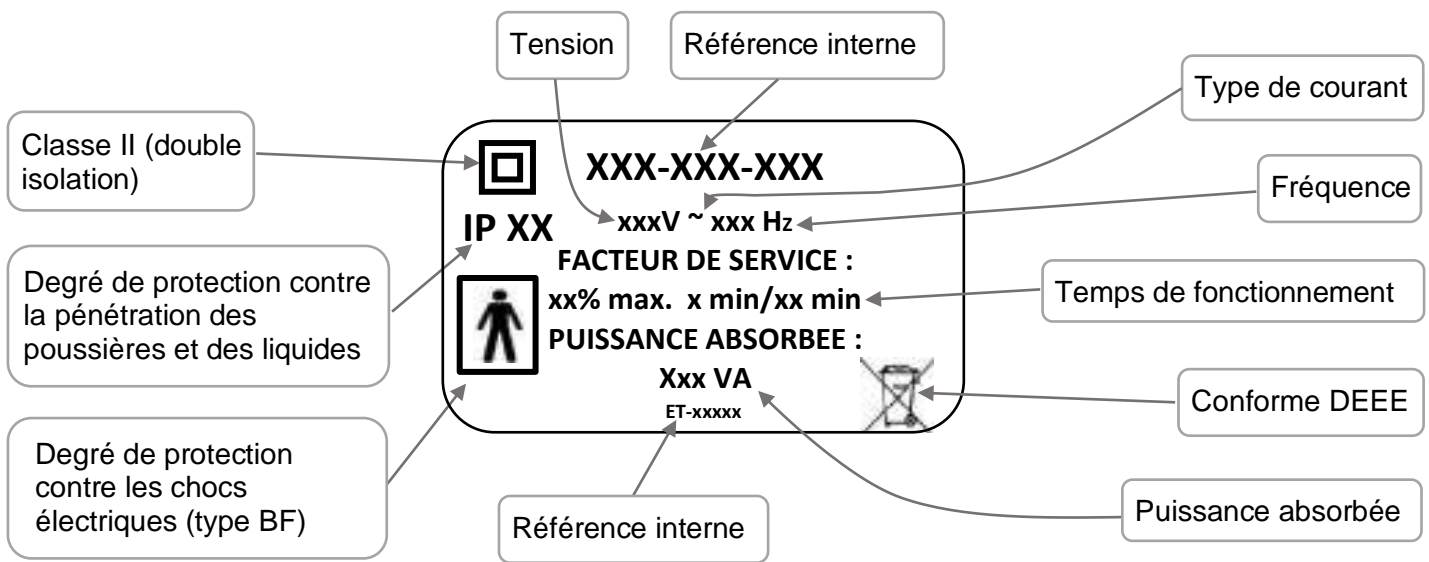 Tension
Référence interne
Type de courant
Classe II (double
isolation)
XXX-XXX-XXX
Fréquence
IP XX
xxxV ~ xxx Hz
FACTEUR DE SERVICE :
Degré de protection contre
la pénétration des
poussières et des liquides
xx% max. x min/xx min
Temps de fonctionnement
PUISSANCE ABSORBEE :
Xxx VA
Conforme DEEE
ET-xxxxx
Degré de protection
contre les chocs
électriques (type BF)
Référence interne
Puissance absorbée